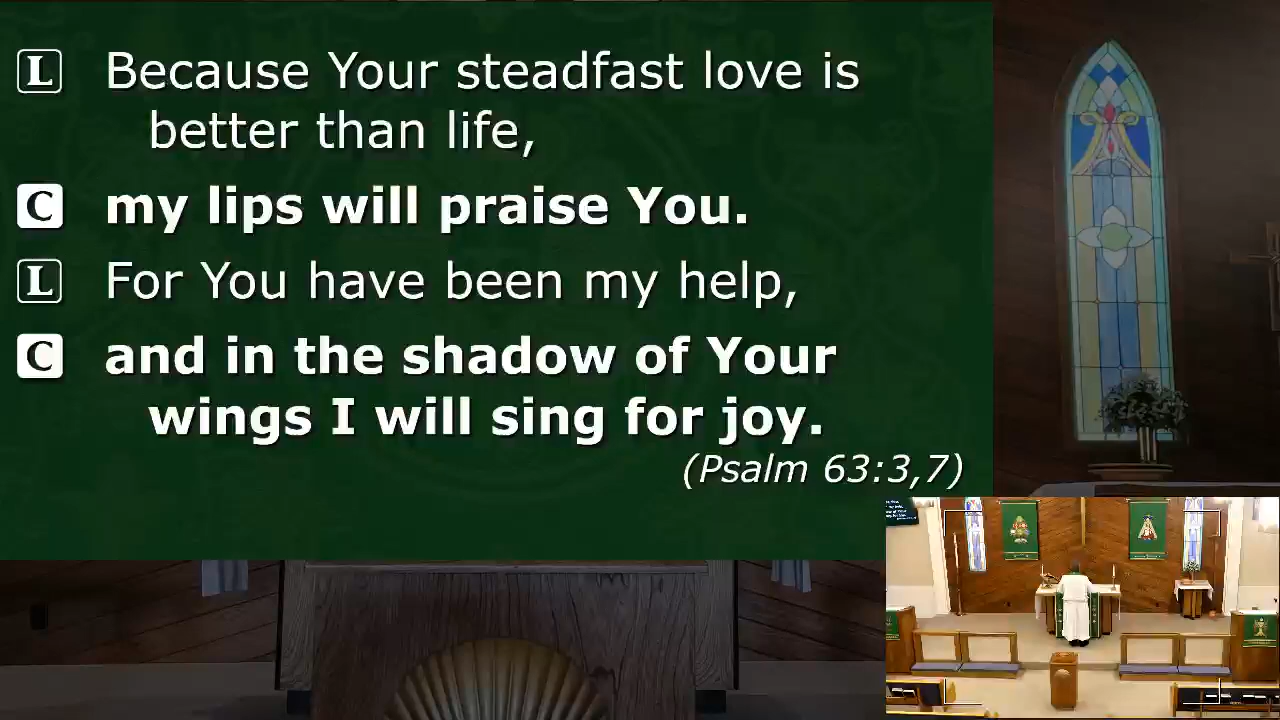 L Because Your steadfast love is
better than life,
C my lips will praise You.
L For You have been my help,
C and in the shadow of Your
wings I will sing for joy.
(Psalm 63:3,7)